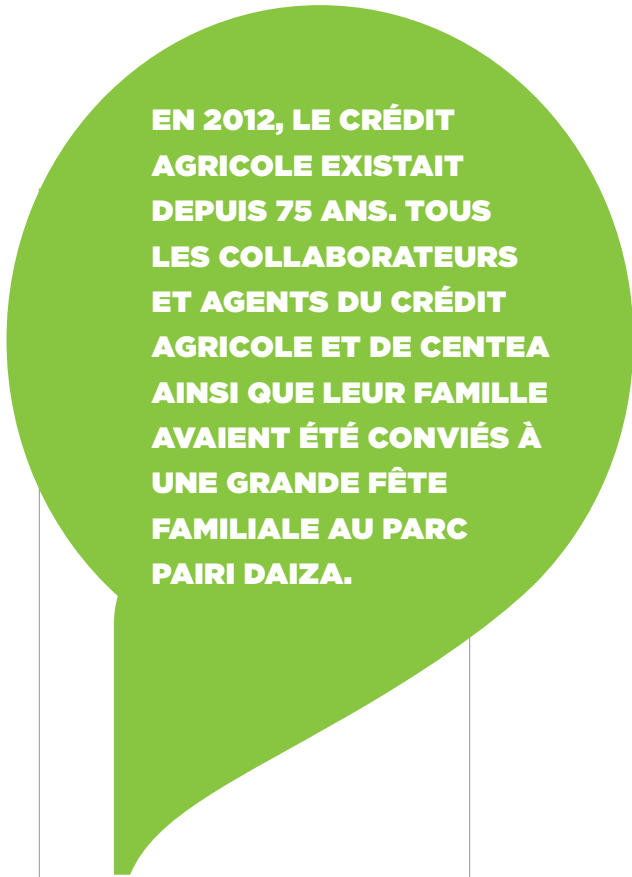 EN 2012, LE CRÉDIT
AGRICOLE EXISTAIT
DEPUIS 75 ANS. TOUS
LES COLLABORATEURS
ET AGENTS DU CRÉDIT
AGRICOLE ET DE CENTEA
AINSI QUE LEUR FAMILLE
AVAIENT ÉTÉ CONVIÉS À
UNE GRANDE FÊTE
FAMILIALE AU PARC
PAIRI DAIZA.